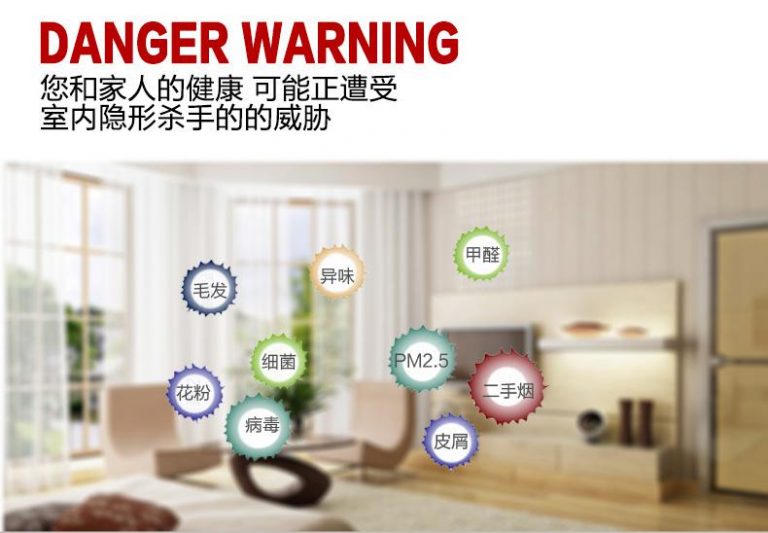 DANGER WARNING
您和家人的健康 可能正遭受
室内隐形杀手的的威胁
毛发
异味
甲醛
细菌
PM2.5
花粉
二手烟
病毒
皮屑